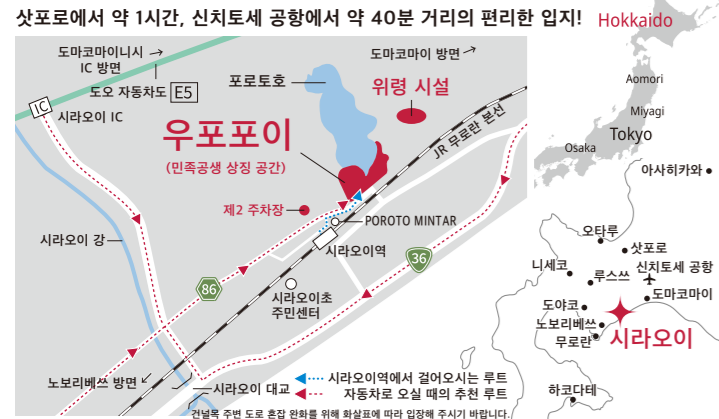 삿포로에서 약 1시간, 신치토세 공항에서 약 40분 거리의 편리한 입지!
Hokkaido
도마코마이니시 →
IC 방면
도오 자동차도 E5
IC
시라오이 IC
포로토호
도마코마이 방면 →
위령 시설
우포포이
(민족공생 상징 공간)
JR 무로란 본선
제2 주차장
POROTO MINTAR
시라오이역
시라오이 강
86
36
시라오이초
주민센터
노보리베쓰 방면 ↙
시라오이 대교
시라오이역에서 걸어오시는 루트
자동차로 오실 때의 추천 루트
건널목 주변 도로 혼잡 완화를 위해 화살표에 따라 입장해 주시기 바랍니다.
Aomori
Miyagi
Tokyo
Osaka
아사히카와
오타루
삿포로
니세코
신치토세 공항
루스쓰
도마코마이
도야코
노보리베쓰
무로란
시라오이
하코다테